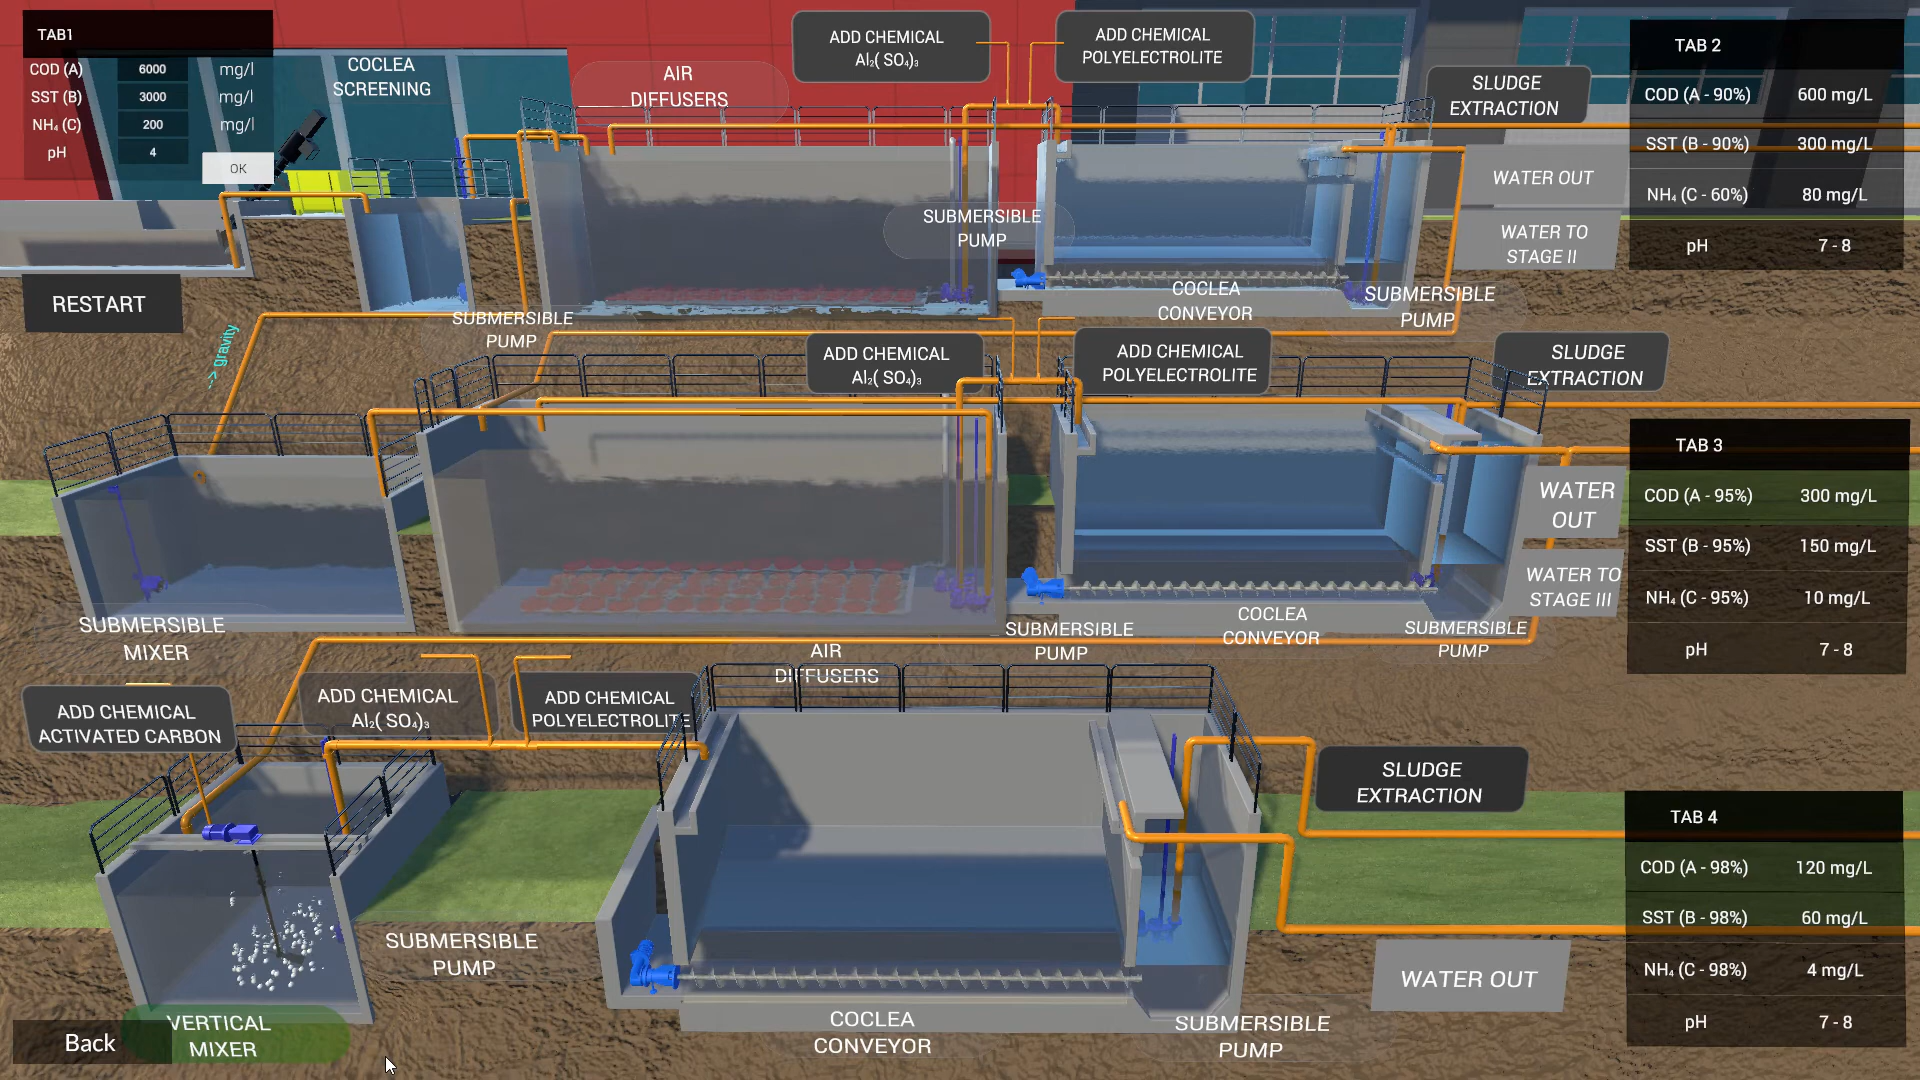 TAB1
COD (A) 6000 mg/l
SST (B) 3000 mg/l
NH₄ (C) 200 mg/l
pH 4
OK
COCLEA
SCREENING
AIR
DIFFUSERS
ADD CHEMICAL
Al₂( SO₄)₃
ADD CHEMICAL
POLYELECTROLITE
SLUDGE
EXTRACTION
TAB 2
COD (A - 90%) 600 mg/L
SST (B - 90%) 300 mg/L
NH₄ (C - 60%) 80 mg/L
pH 7 - 8
WATER OUT
WATER TO
STAGE II
SUBMERSIBLE
PUMP
RESTART
COCLEA
CONVEYOR
SUBMERSIBLE
PUMP
SUBMERSIBLE
PUMP
--> gravity
ADD CHEMICAL
Al₂( SO₄)₃
ADD CHEMICAL
POLYELECTROLITE
SLUDGE
EXTRACTION
TAB 3
COD (A - 95%) 300 mg/L
SST (B - 95%) 150 mg/L
NH₄ (C - 95%) 10 mg/L
pH 7 - 8
WATER
OUT
WATER TO
STAGE III
SUBMERSIBLE
MIXER
AIR
DIFFUSERS
SUBMERSIBLE
PUMP
COCLEA
CONVEYOR
SUBMERSIBLE
PUMP
ADD CHEMICAL
ACTIVATED CARBON
ADD CHEMICAL
Al₂( SO₄)₃
ADD CHEMICAL
POLYELECTROLITE
SLUDGE
EXTRACTION
TAB 4
COD (A - 98%) 120 mg/L
SST (B - 98%) 60 mg/L
NH₄ (C - 98%) 4 mg/L
pH 7 - 8
SUBMERSIBLE
PUMP
WATER OUT
VERTICAL
MIXER
Back
COCLEA
CONVEYOR
SUBMERSIBLE
PUMP